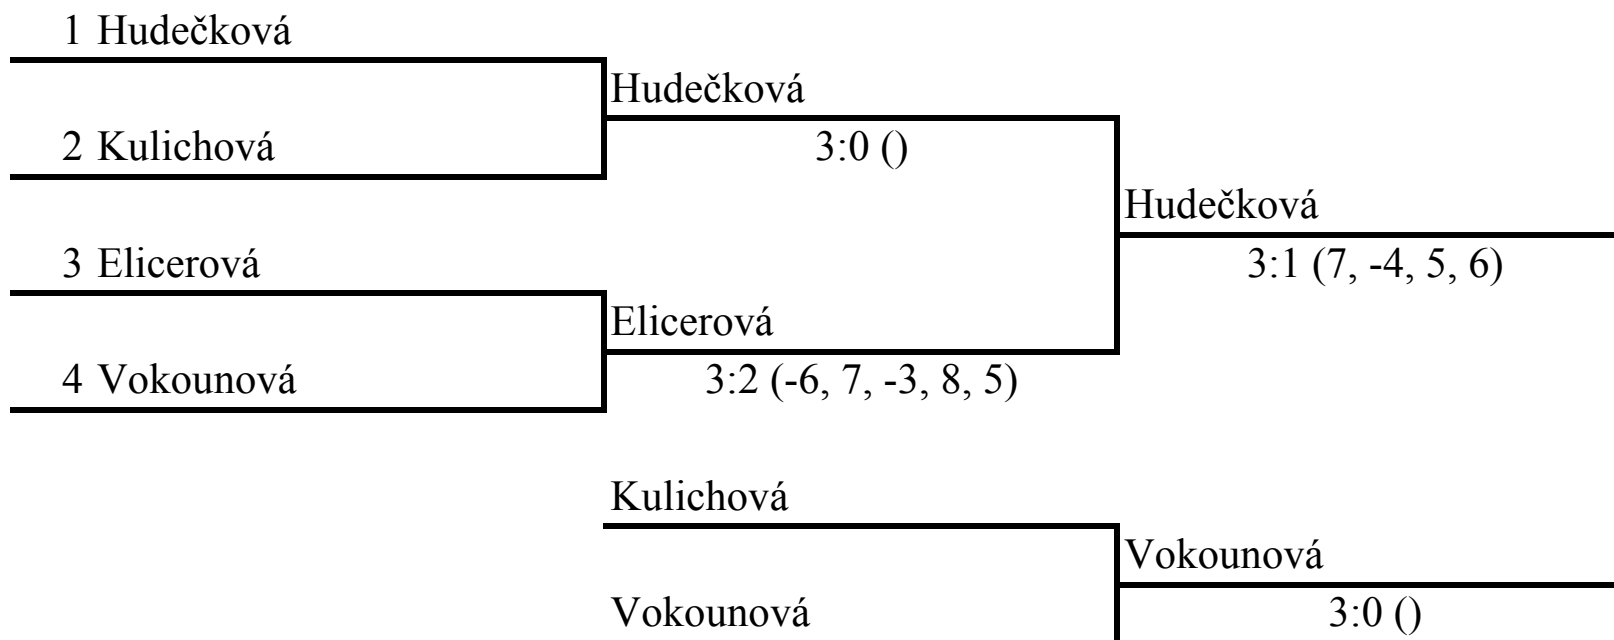 1 Hudečková
Hudečková
2 Kulichová
3:0 ()
Hudečková
3 Elicerová
3:1 (7, -4, 5, 6)
Elicerová
4 Vokounová
3:2 (-6, 7, -3, 8, 5)
Kulichová
Vokounová
Vokounová
3:0 ()